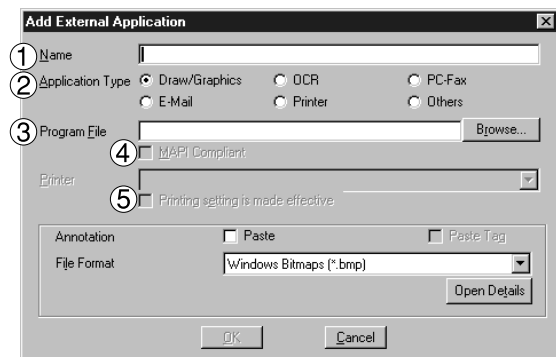 Add External Application
① Name
② Application Type Draw/Graphics OCR PC-Fax
E-Mail Printer Others
③ Program File Browse...
④ MAPI Compliant
Printer
⑤ Printing setting is made effective
Annotation Paste Paste Tag
File Format Windows Bitmaps (*.bmp)
Open Details
OK Cancel